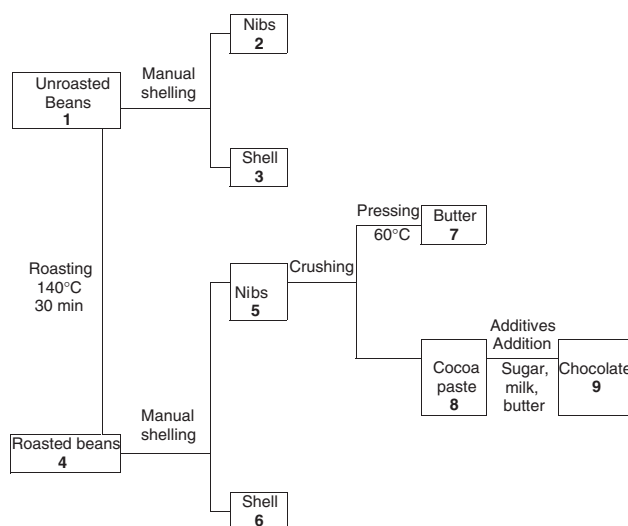 Nibs
2
Unroasted
Beans
1
Manual
shelling
Shell
3
Pressing
60°C
Butter
7
Roasting
140°C
30 min
Nibs
5
Crushing
Additives
Addition
Cocoa
paste
8
Sugar,
milk,
butter
Chocolate
9
Manual
shelling
Roasted beans
4
Shell
6